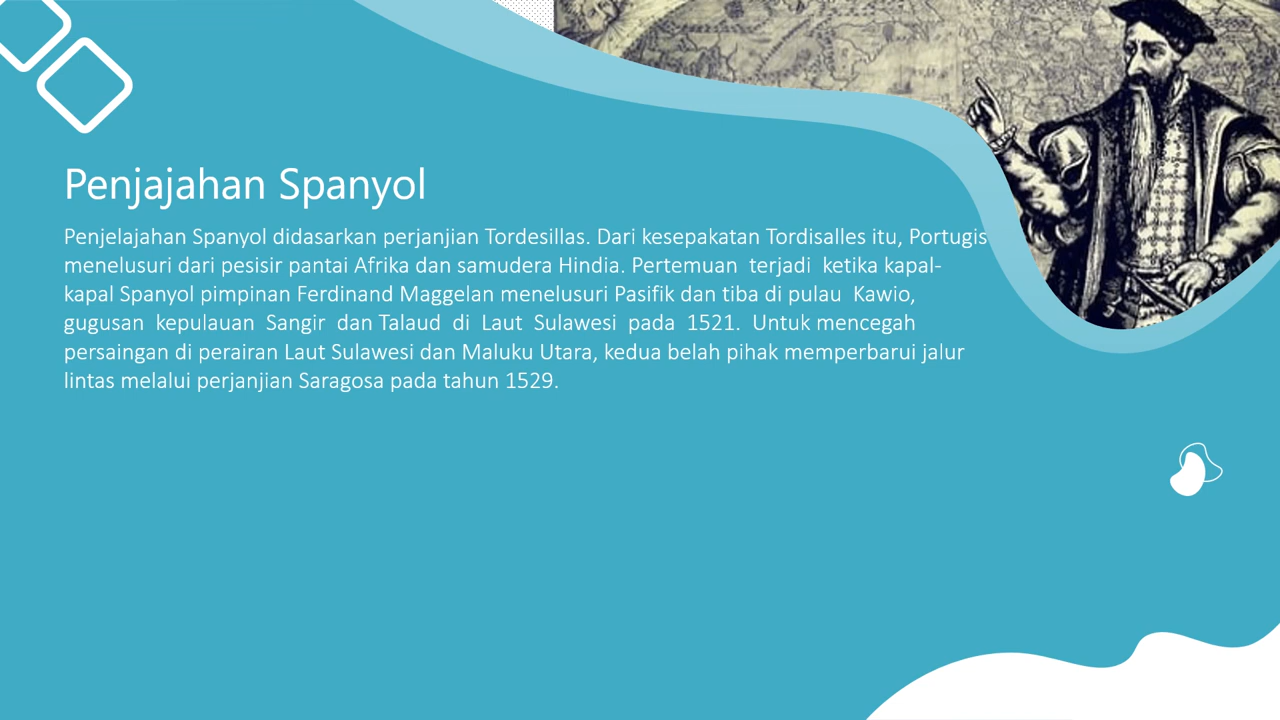 Penjajahan Spanyol
Penjelajahan Spanyol didasarkan perjanjian Tordesillas. Dari kesepakatan Tordisalles itu, Portugis
menelusuri dari pesisir pantai Afrika dan samudera Hindia. Pertemuan  terjadi  ketika kapal-
kapal Spanyol pimpinan Ferdinand Maggelan menelusuri Pasifik dan tiba di pulau  Kawio,
gugusan  kepulauan  Sangir  dan Talaud  di  Laut  Sulawesi  pada  1521.  Untuk mencegah
persaingan di perairan Laut Sulawesi dan Maluku Utara, kedua belah pihak memperbarui jalur
lintas melalui perjanjian Saragosa pada tahun 1529.